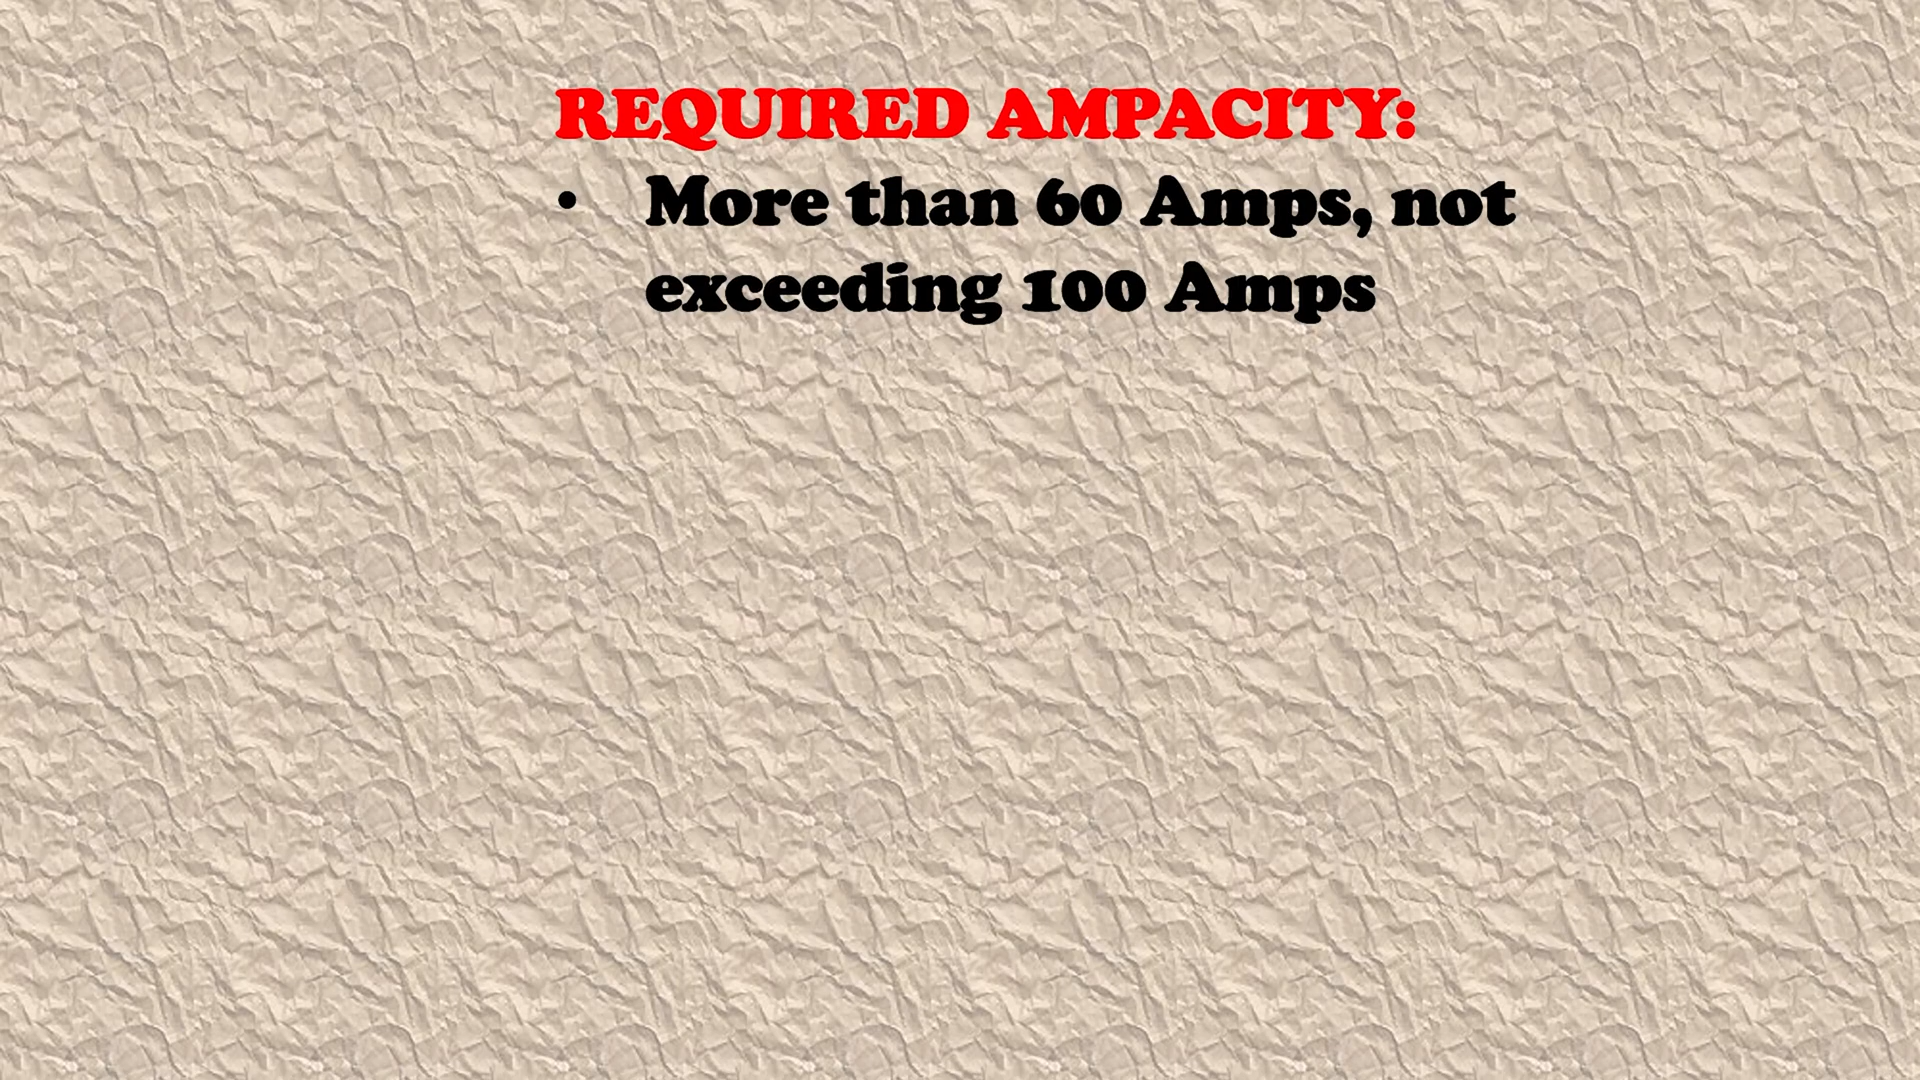 REQUIRED AMPACITY:
• More than 60 Amps, not
exceeding 100 Amps